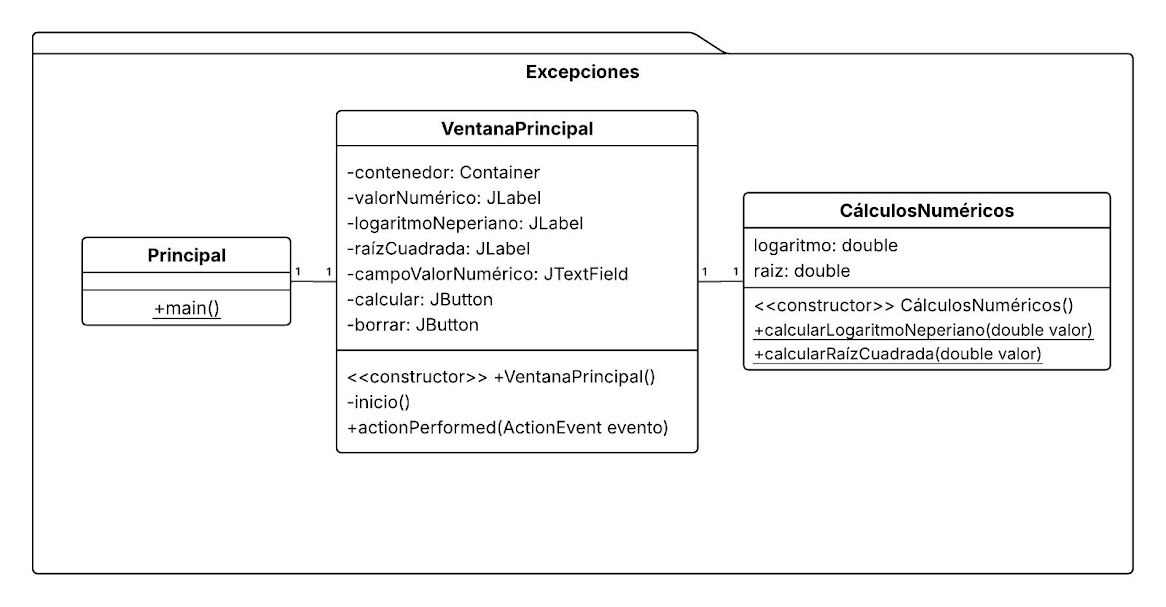 Excepciones
Principal
+main()
1 1
VentanaPrincipal
-contenedor: Container
-valorNumérico: JLabel
-logaritmoNeperiano: JLabel
-raízCuadrada: JLabel
-campoValorNumérico: JTextField
-calcular: JButton
-borrar: JButton
<<constructor>> +VentanaPrincipal()
-inicio()
+actionPerformed(ActionEvent evento)
1 1
CálculosNuméricos
logaritmo: double
raiz: double
<<constructor>> CálculosNuméricos()
+calcularLogaritmoNeperiano(double valor)
+calcularRaízCuadrada(double valor)